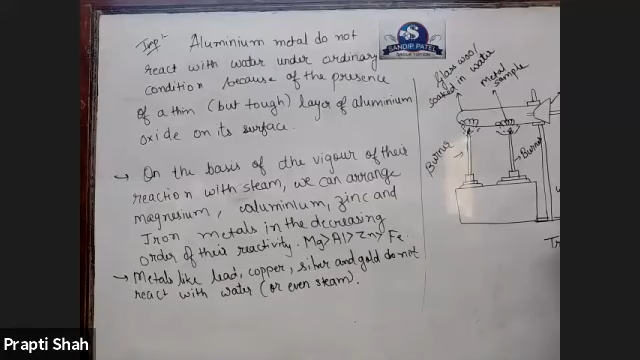 Imp:- Aluminium metal do not
react with water under ordinary
condition because of the presence
of a thin (but tough) layer of aluminium
oxide on its surface.
→ On the basis of the vigour of their
reaction with steam, we can arrange
magnesium, caluminium, zinc and
Iron metals in the decreasing
order of their reactivity. Mg>Al>Zn>Fe.
→ Metals like lead, copper, silver and gold do not
react with water (or even steam).
SANDIP PATEL
GROUP TUITION
Glass wool
soaked in water
metal
sample
Burner
→Burner
Prapti Shah